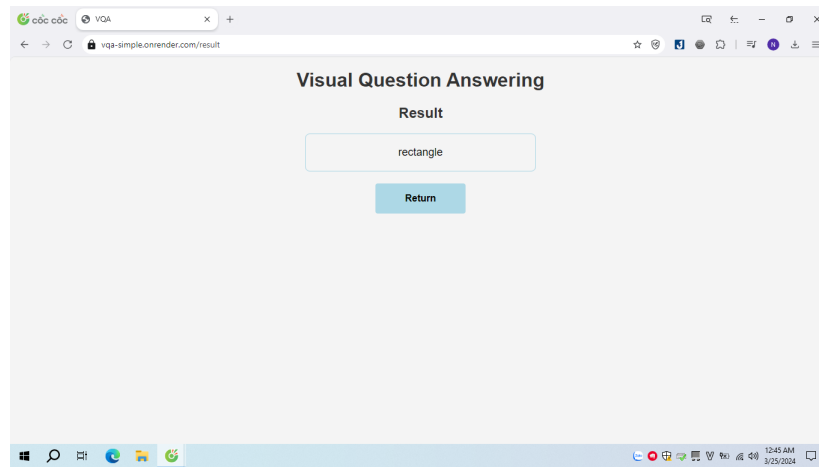 cốc cốc
VQA
vqa-simple.onrender.com/result
N
Visual Question Answering
Result
rectangle
Return
12:45 AM
3/25/2024